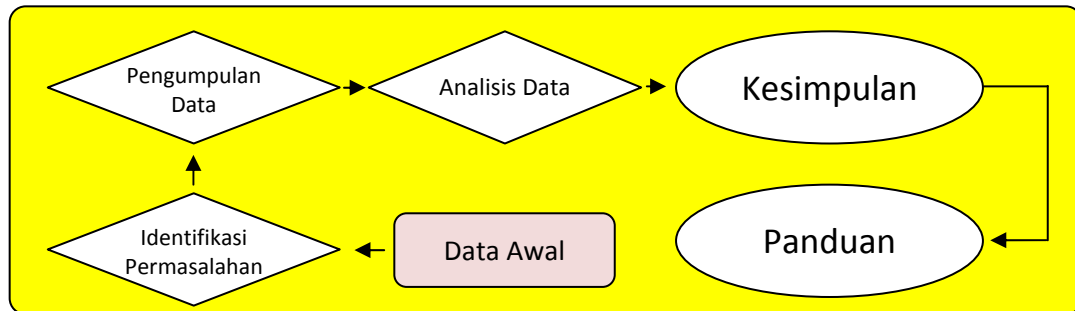 Pengumpulan
Data
Analisis Data
Kesimpulan
Identifikasi
Permasalahan
Data Awal
Panduan